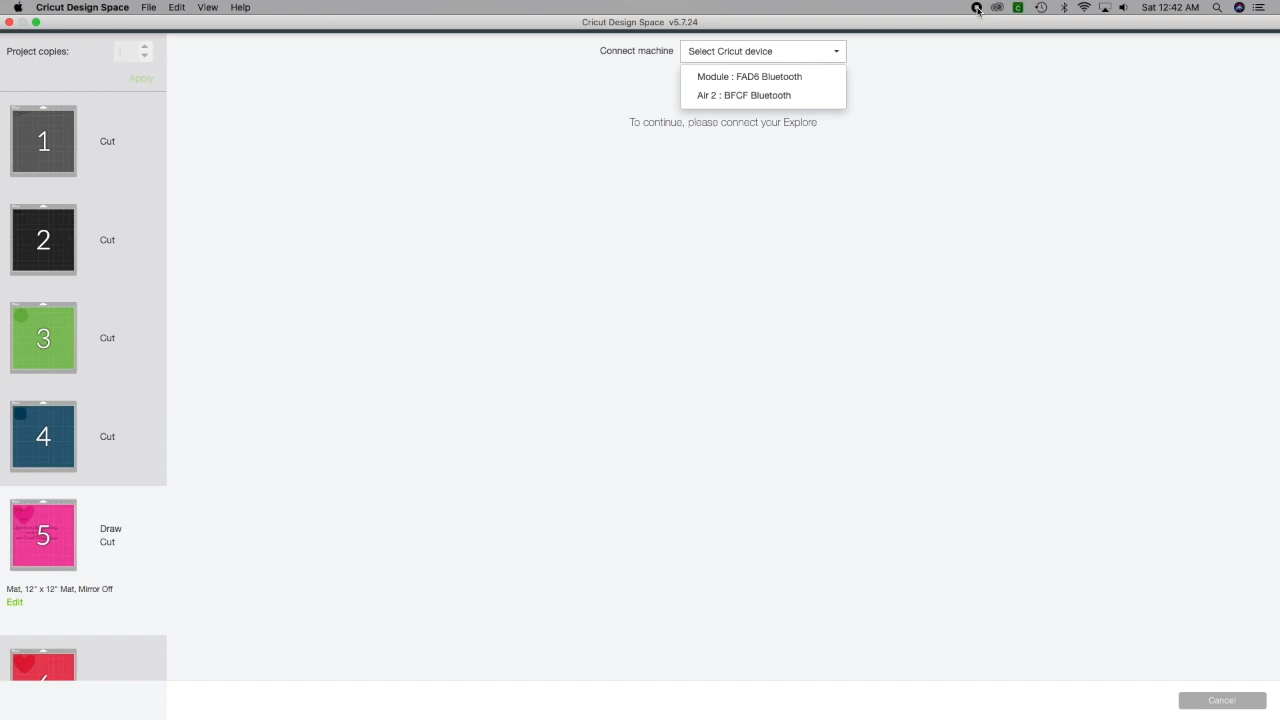 Cricut Design Space File Edit View Help Sat 12:42 AM
Cricut Design Space v5.7.24
Project copies: 1
Apply
Connect machine Select Cricut device
Module : FAD6 Bluetooth
Air 2 : BFCF Bluetooth
To continue, please connect your Explore
1 Cut
2 Cut
3 Cut
4 Cut
5 Draw
Cut
Mat, 12" x 12" Mat, Mirror Off
Edit
Cancel